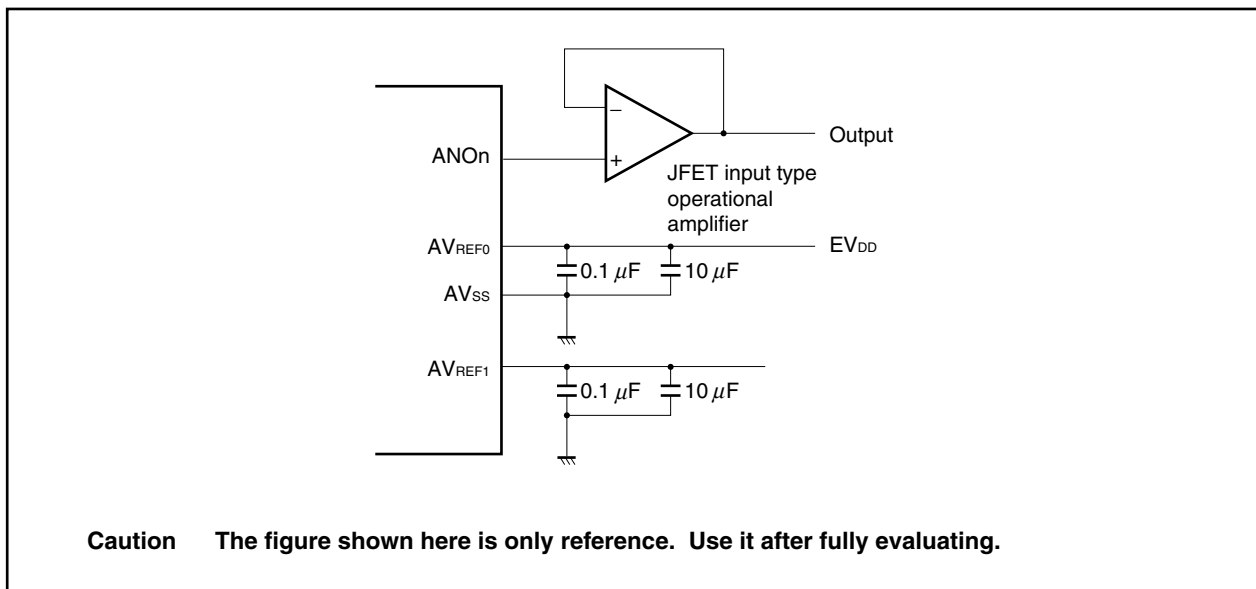 ANOn
−
+
Output
JFET input type
operational
amplifier
AVREF0
EVDD
0.1 μF
10 μF
AVSS
AVREF1
0.1 μF
10 μF
Caution The figure shown here is only reference. Use it after fully evaluating.